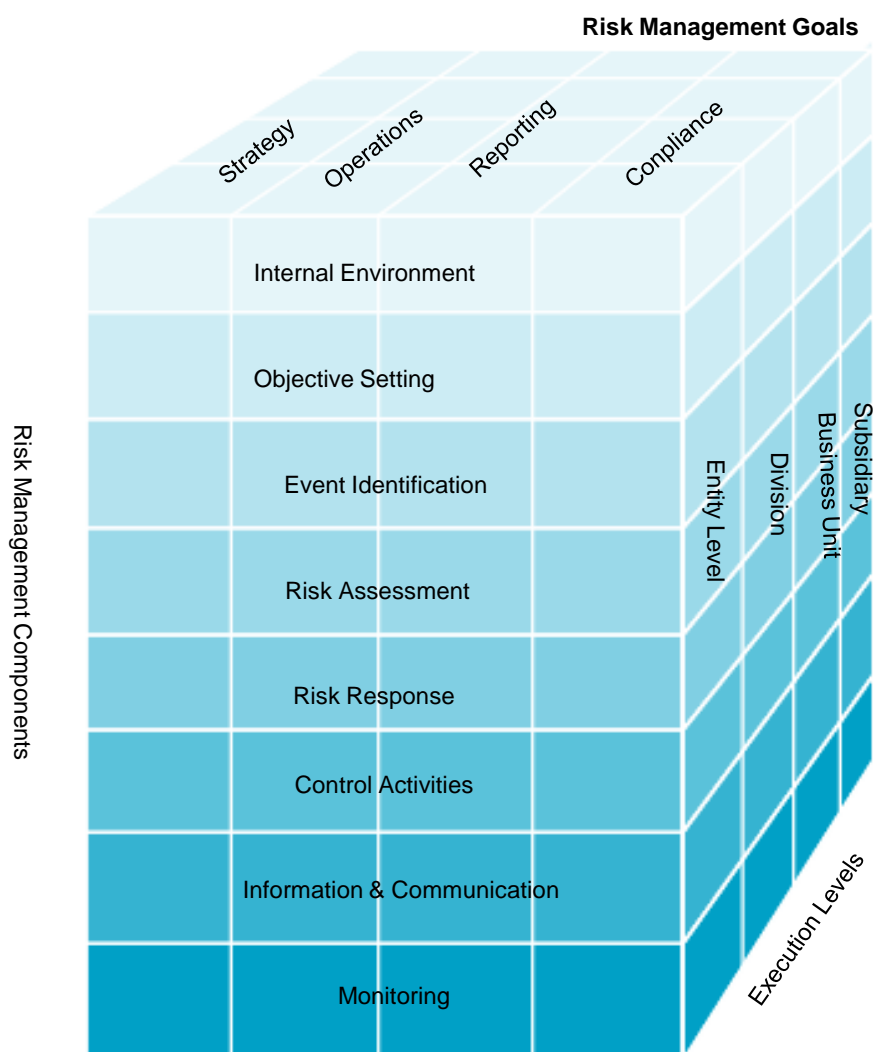 Risk Management Goals
Strategy
Operations
Reporting
Conpliance
Internal Environment
Objective Setting
Event Identification
Risk Assessment
Risk Response
Control Activities
Information & Communication
Monitoring
Risk Management Components
Entity Level
Division
Business Unit
Subsidiary
Execution Levels